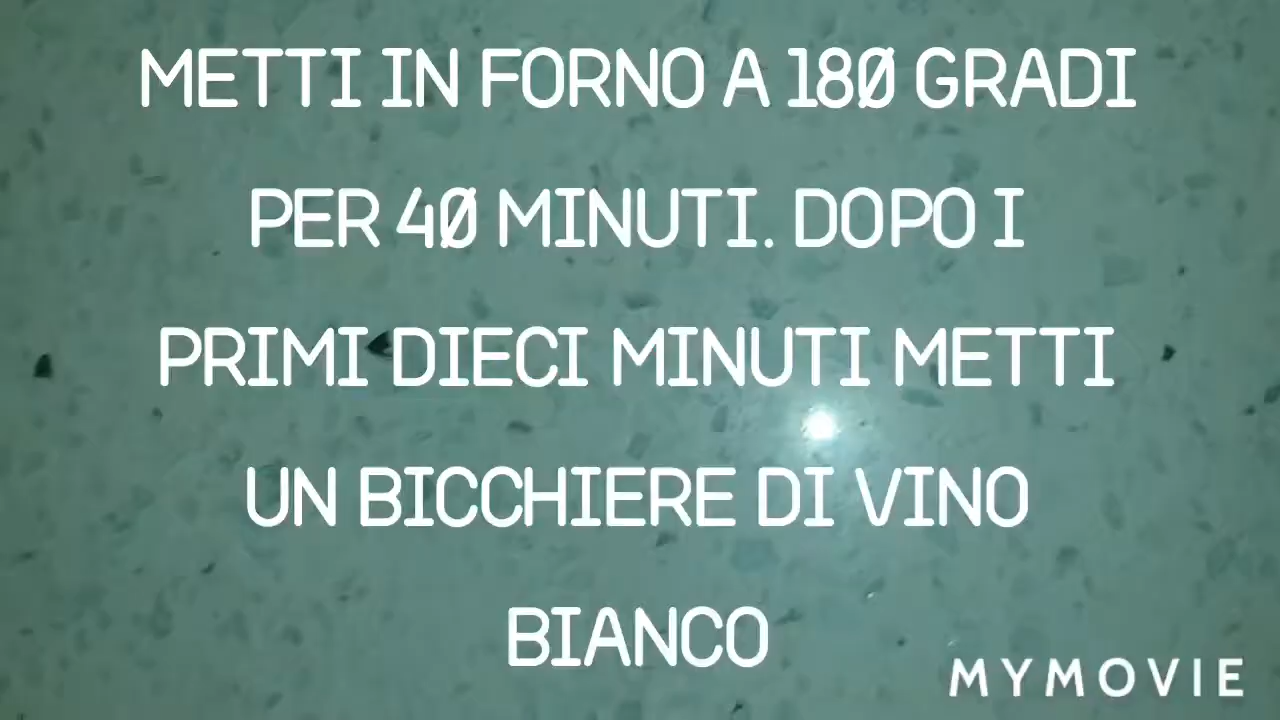 METTI IN FORNO A 180 GRADI
PER 40 MINUTI. DOPO I
PRIMI DIECI MINUTI METTI
UN BICCHIERE DI VINO
BIANCO
MYMOVIE